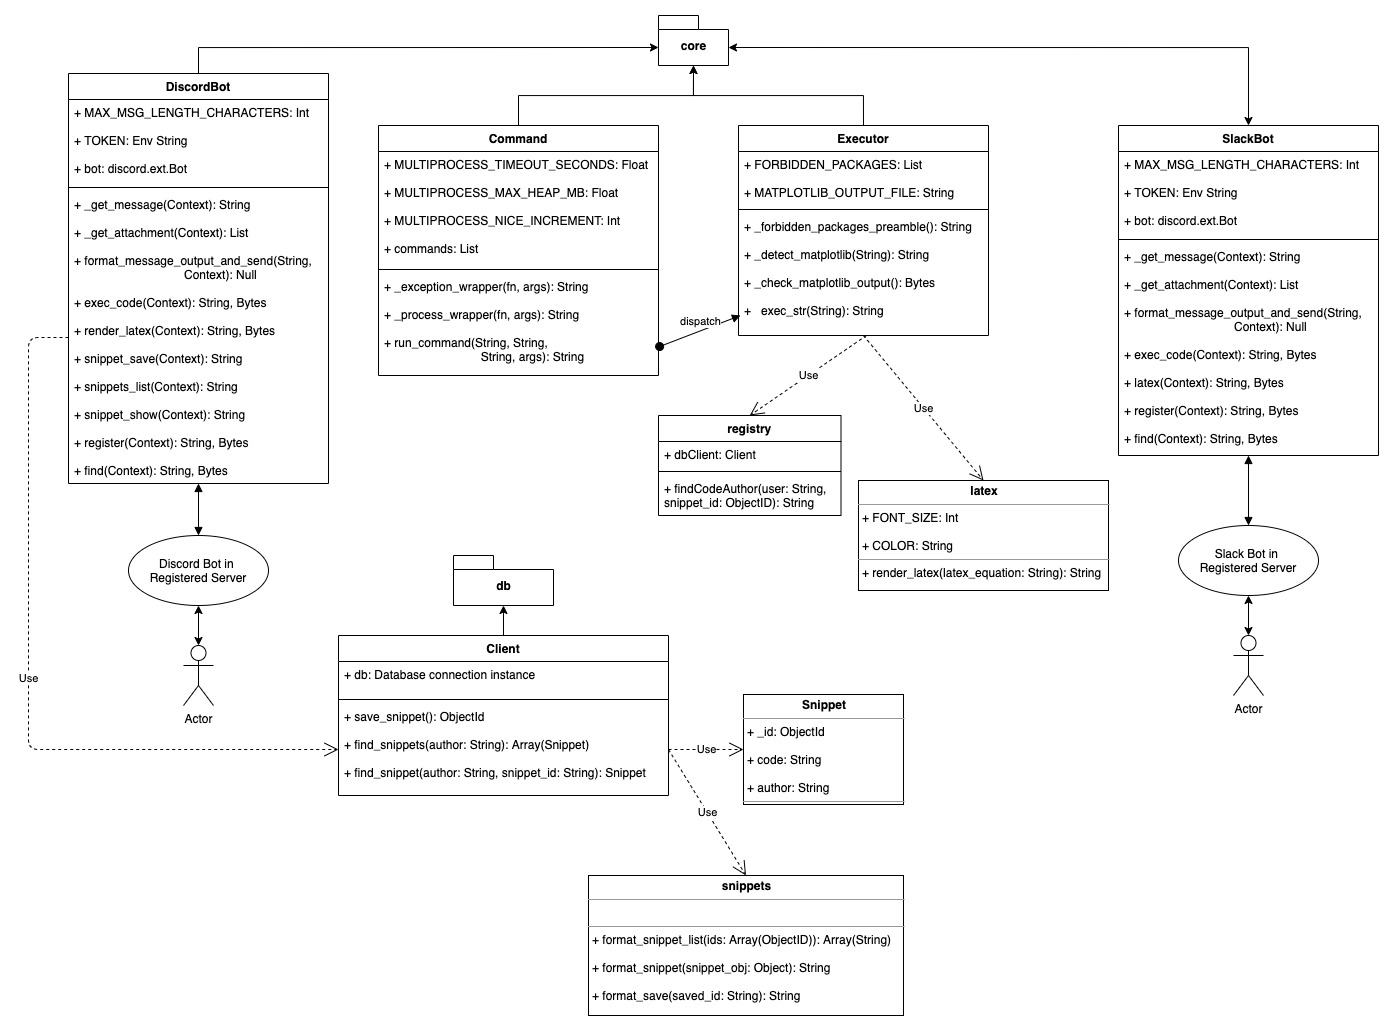 core
DiscordBot
+ MAX_MSG_LENGTH_CHARACTERS: Int
+ TOKEN: Env String
+ bot: discord.ext.Bot
+ _get_message(Context): String
+ _get_attachment(Context): List
+ format_message_output_and_send(String,
Context): Null
+ exec_code(Context): String, Bytes
+ render_latex(Context): String, Bytes
+ snippet_save(Context): String
+ snippets_list(Context): String
+ snippet_show(Context): String
+ register(Context): String, Bytes
+ find(Context): String, Bytes
Command
+ MULTIPROCESS_TIMEOUT_SECONDS: Float
+ MULTIPROCESS_MAX_HEAP_MB: Float
+ MULTIPROCESS_NICE_INCREMENT: Int
+ commands: List
+ _exception_wrapper(fn, args): String
+ _process_wrapper(fn, args): String
+ run_command(String, String,
String, args): String
dispatch
Executor
+ FORBIDDEN_PACKAGES: List
+ MATPLOTLIB_OUTPUT_FILE: String
+ _forbidden_packages_preamble(): String
+ _detect_matplotlib(String): String
+ _check_matplotlib_output(): Bytes
+ exec_str(String): String
SlackBot
+ MAX_MSG_LENGTH_CHARACTERS: Int
+ TOKEN: Env String
+ bot: discord.ext.Bot
+ _get_message(Context): String
+ _get_attachment(Context): List
+ format_message_output_and_send(String,
Context): Null
+ exec_code(Context): String, Bytes
+ latex(Context): String, Bytes
+ register(Context): String, Bytes
+ find(Context): String, Bytes
Use
Use
registry
+ dbClient: Client
+ findCodeAuthor(user: String,
snippet_id: ObjectID): String
latex
+ FONT_SIZE: Int
+ COLOR: String
+ render_latex(latex_equation: String): String
Discord Bot in
Registered Server
Actor
Slack Bot in
Registered Server
Actor
Use
db
Client
+ db: Database connection instance
+ save_snippet(): ObjectId
+ find_snippets(author: String): Array(Snippet)
+ find_snippet(author: String, snippet_id: String): Snippet
Use
Snippet
+ _id: ObjectId
+ code: String
+ author: String
Use
snippets
+ format_snippet_list(ids: Array(ObjectID)): Array(String)
+ format_snippet(snippet_obj: Object): String
+ format_save(saved_id: String): String